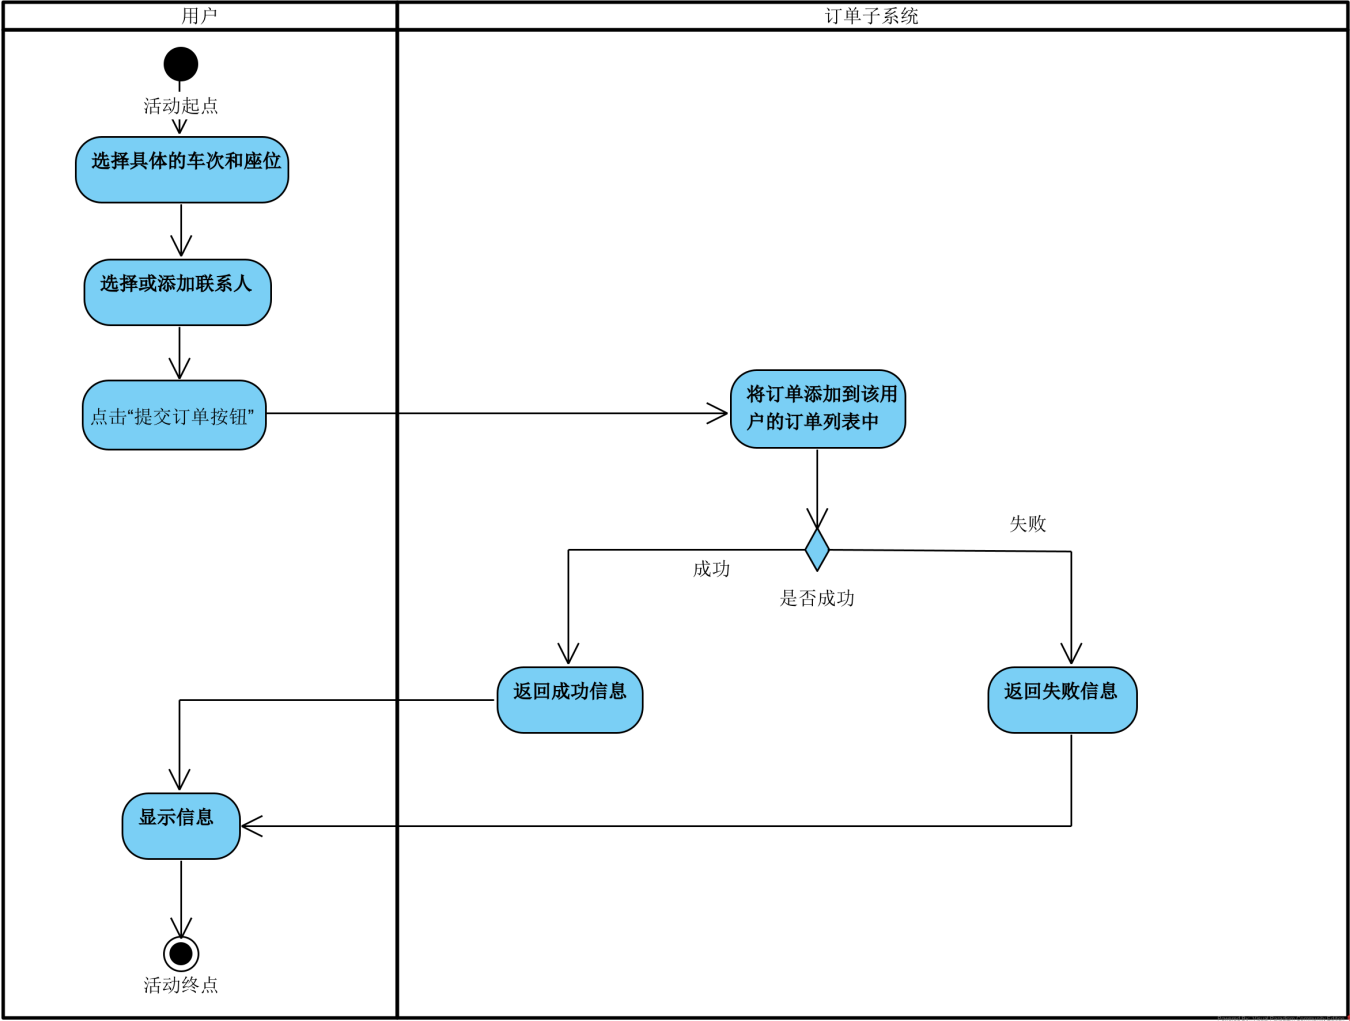 用户
订单子系统
活动起点
选择具体的车次和座位
选择或添加联系人
点击“提交订单按钮”
将订单添加到该用
户的订单列表中
失败
成功
是否成功
返回成功信息
返回失败信息
显示信息
活动终点